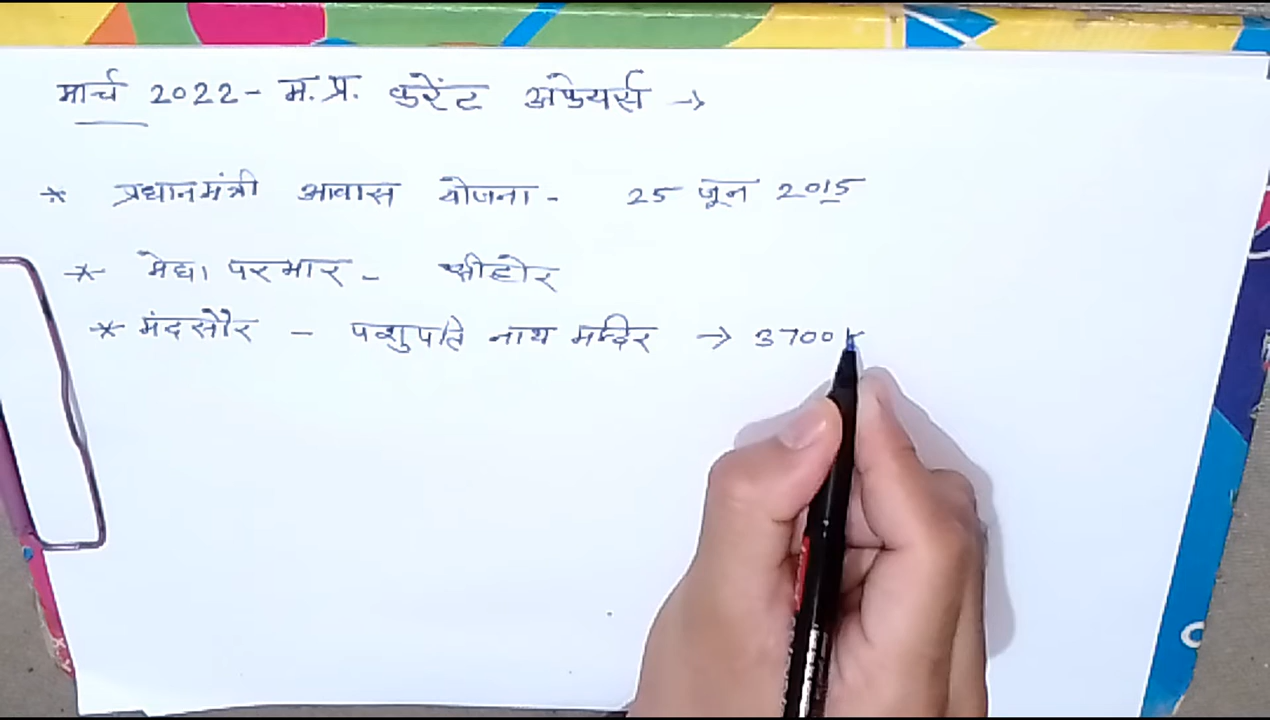 मार्च 2022 - म.प्र. करेंट अफेयर्स →
* प्रधानमंत्री आवास योजना - 25 जून 2015
* मेघा परमार - सीहोर
* मंदसौर - पशुपति नाथ मन्दिर → 3700